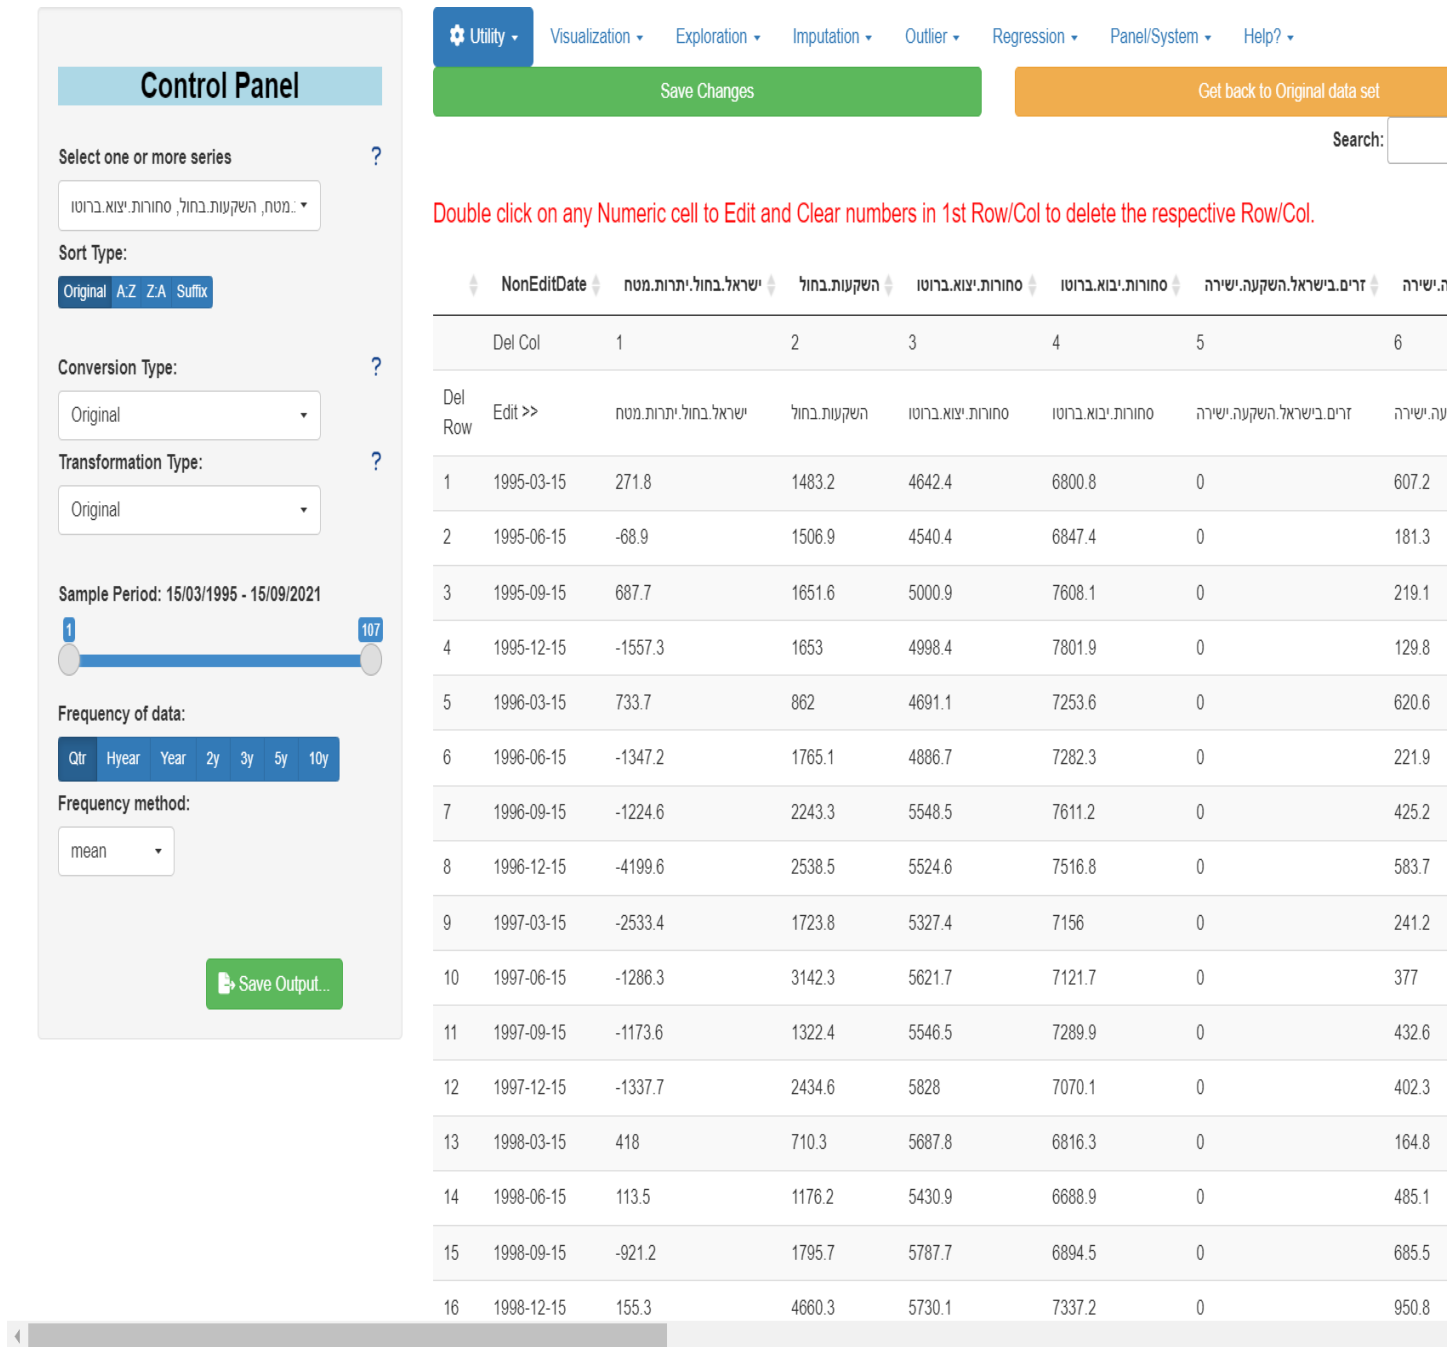 Control Panel
Select one or more series ?
מטח, השקעות.בחול, סחורות.יצוא.ברוטו..
Sort Type:
Original A:Z Z:A Suffix
Conversion Type: ?
Original
Transformation Type: ?
Original
Sample Period: 15/03/1995 - 15/09/2021
1 107
Frequency of data:
Qtr Hyear Year 2y 3y 5y 10y
Frequency method:
mean
Save Output...
Utility Visualization Exploration Imputation Outlier Regression Panel/System Help?
Save Changes Get back to Original data set
Search:
Double click on any Numeric cell to Edit and Clear numbers in 1st Row/Col to delete the respective Row/Col.
NonEditDate ישראל.בחול.יתרות.מטח השקעות.בחול סחורות.יצוא.ברוטו סחורות.יבוא.ברוטו זרים.בישראל.השקעה.ישירה ה.ישירה
Del Col 1 2 3 4 5 6
Del Row Edit >> ישראל.בחול.יתרות.מטח השקעות.בחול סחורות.יצוא.ברוטו סחורות.יבוא.ברוטו זרים.בישראל.השקעה.ישירה עה.ישירה
1 1995-03-15 271.8 1483.2 4642.4 6800.8 0 607.2
2 1995-06-15 -68.9 1506.9 4540.4 6847.4 0 181.3
3 1995-09-15 687.7 1651.6 5000.9 7608.1 0 219.1
4 1995-12-15 -1557.3 1653 4998.4 7801.9 0 129.8
5 1996-03-15 733.7 862 4691.1 7253.6 0 620.6
6 1996-06-15 -1347.2 1765.1 4886.7 7282.3 0 221.9
7 1996-09-15 -1224.6 2243.3 5548.5 7611.2 0 425.2
8 1996-12-15 -4199.6 2538.5 5524.6 7516.8 0 583.7
9 1997-03-15 -2533.4 1723.8 5327.4 7156 0 241.2
10 1997-06-15 -1286.3 3142.3 5621.7 7121.7 0 377
11 1997-09-15 -1173.6 1322.4 5546.5 7289.9 0 432.6
12 1997-12-15 -1337.7 2434.6 5828 7070.1 0 402.3
13 1998-03-15 418 710.3 5687.8 6816.3 0 164.8
14 1998-06-15 113.5 1176.2 5430.9 6688.9 0 485.1
15 1998-09-15 -921.2 1795.7 5787.7 6894.5 0 685.5
16 1998-12-15 155.3 4660.3 5730.1 7337.2 0 950.8